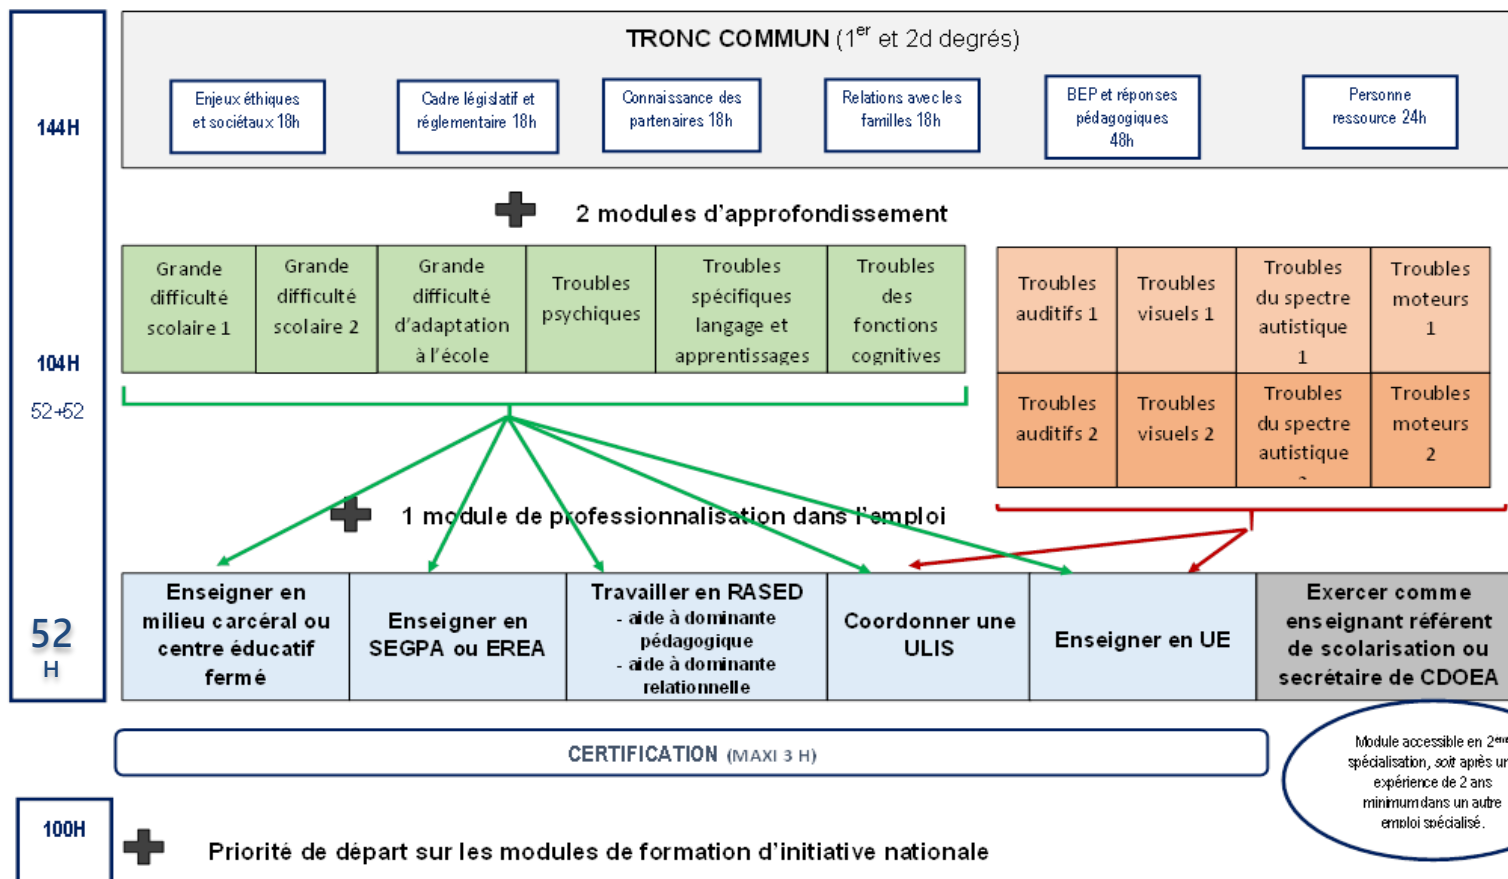 TRONC COMMUN (1er et 2d degrés)
144H
Enjeux éthiques
et sociétaux 18h
Cadre législatif et
réglementaire 18h
Connaissance des
partenaires 18h
Relations avec les
familles 18h
BEP et réponses
pédagogiques
48h
Personne
ressource 24h
2 modules d'approfondissement
104H
52+52
Grande
difficulté
scolaire 1
Grande
difficulté
scolaire 2
Grande
difficulté
d'adaptation
à l'école
Troubles
psychiques
Troubles
spécifiques
langage et
apprentissages
Troubles
des
fonctions
cognitives
Troubles
auditifs 1
Troubles
visuels 1
Troubles
du spectre
autistique
1
Troubles
moteurs
1
Troubles
auditifs 2
Troubles
visuels 2
Troubles
du spectre
autistique
Troubles
moteurs
2
1 module de professionnalisation dans l'emploi
52
H
Enseigner en
milieu carcéral ou
centre éducatif
fermé
Enseigner en
SEGPA ou EREA
Travailler en RASED
- aide à dominante
pédagogique
- aide à dominante
relationnelle
Coordonner une
ULIS
Enseigner en UE
Exercer comme
enseignant référent
de scolarisation ou
secrétaire de CDOEA
CERTIFICATION (MAXI 3 H)
Module accessible en 2ème
spécialisation, soit après un
expérience de 2 ans
minimum dans un autre
emploi spécialisé.
100H
Priorité de départ sur les modules de formation d'initiative nationale